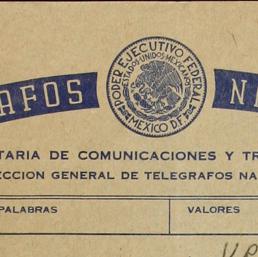 AFOS N
PODER EJECUTIVO FEDERAL
ESTADOS UNIDOS MEXICANOS
MEXICO D.F.
TARIA DE COMUNICACIONES Y TR
ECCION GENERAL DE TELEGRAFOS NA
PALABRAS VALORES